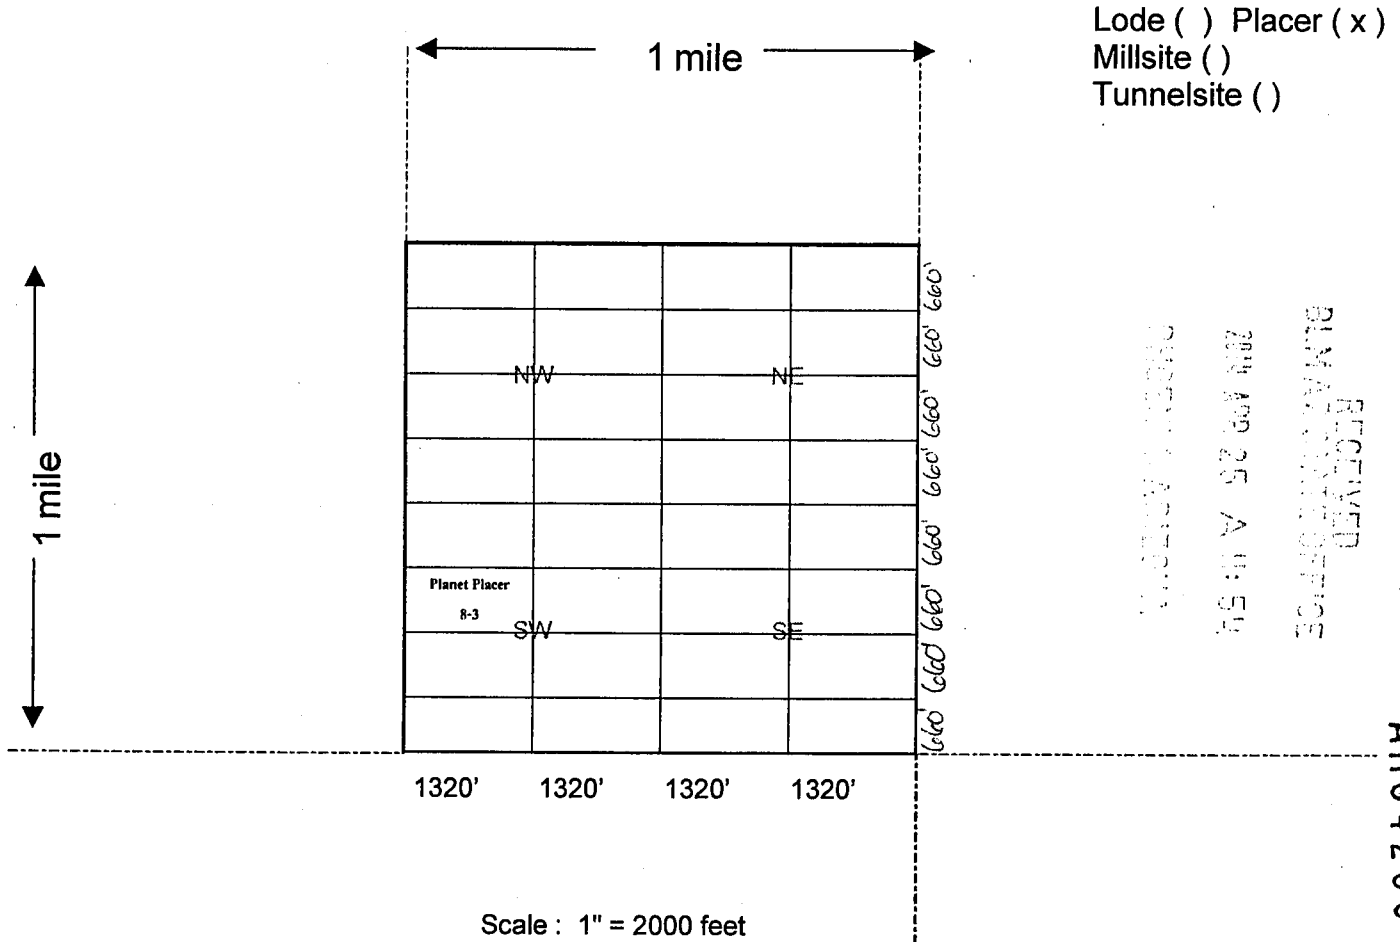 Lode ( ) Placer ( x )
Millsite ( )
Tunnelsite ( )
1 mile
1 mile
NW
NE
Planet Placer
8-3
SW
SE
660'
660'
660'
660'
660'
660'
660'
660'
1320'
1320'
1320'
1320'
RECEIVED
25 A 11:54
Scale : 1" = 2000 feet